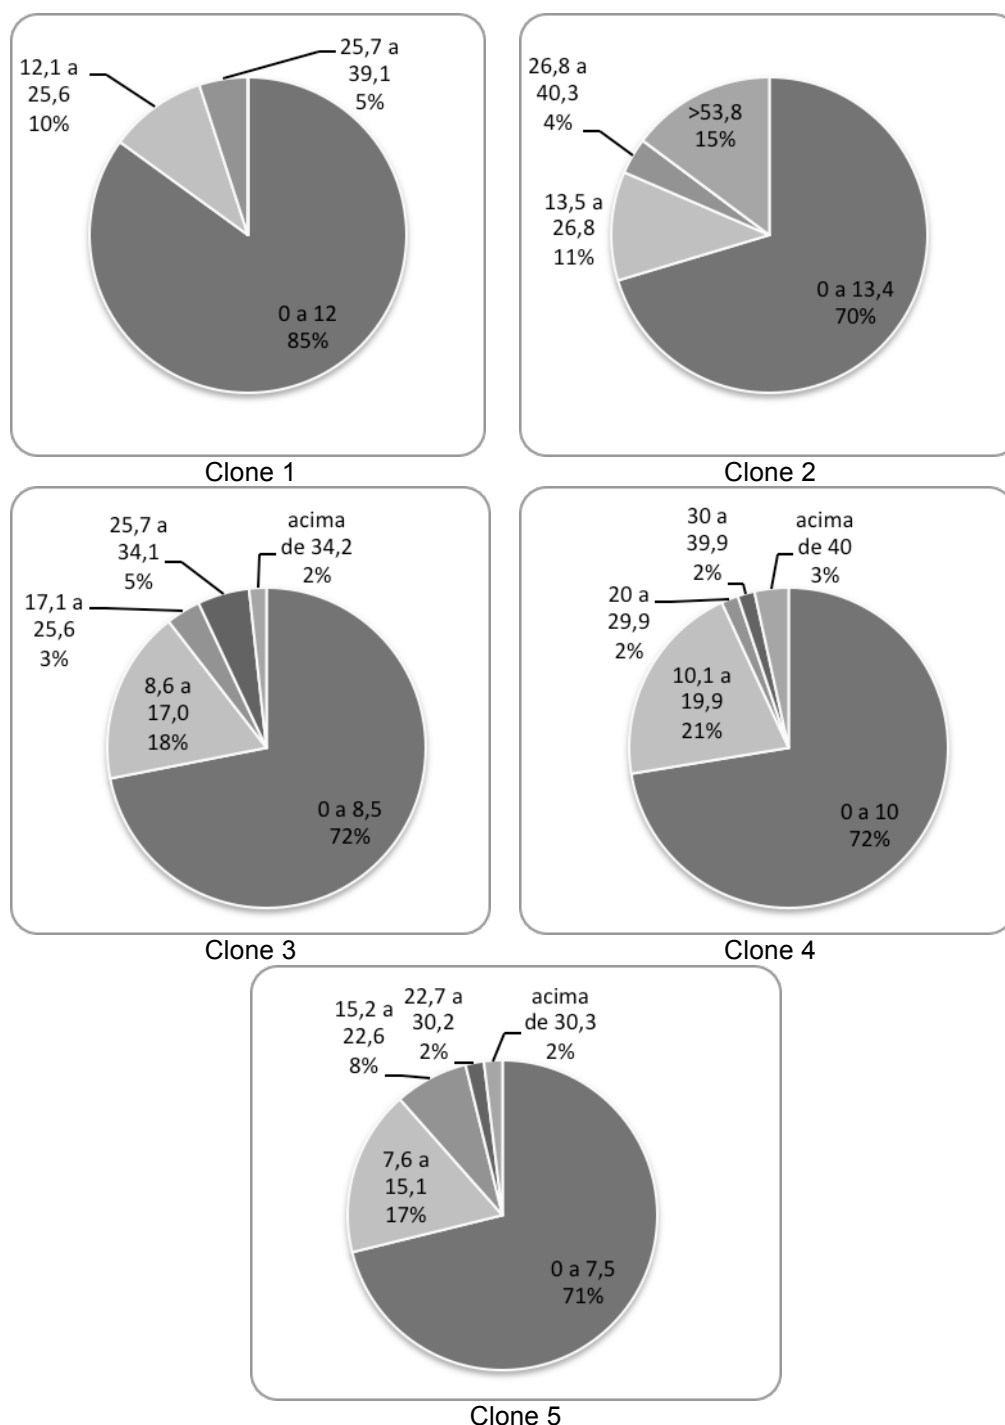 12,1 a
25,6
10%
25,7 a
39,1
5%
0 a 12
85%
Clone 1
26,8 a
40,3
4%
>53,8
15%
13,5 a
26,8
11%
0 a 13,4
70%
Clone 2
25,7 a
34,1
5%
acima
de 34,2
2%
17,1 a
25,6
3%
8,6 a
17,0
18%
0 a 8,5
72%
Clone 3
30 a
39,9
2%
acima
de 40
3%
20 a
29,9
2%
10,1 a
19,9
21%
0 a 10
72%
Clone 4
15,2 a
22,6
8%
22,7 a
30,2
2%
acima
de 30,3
2%
7,6 a
15,1
17%
0 a 7,5
71%
Clone 5